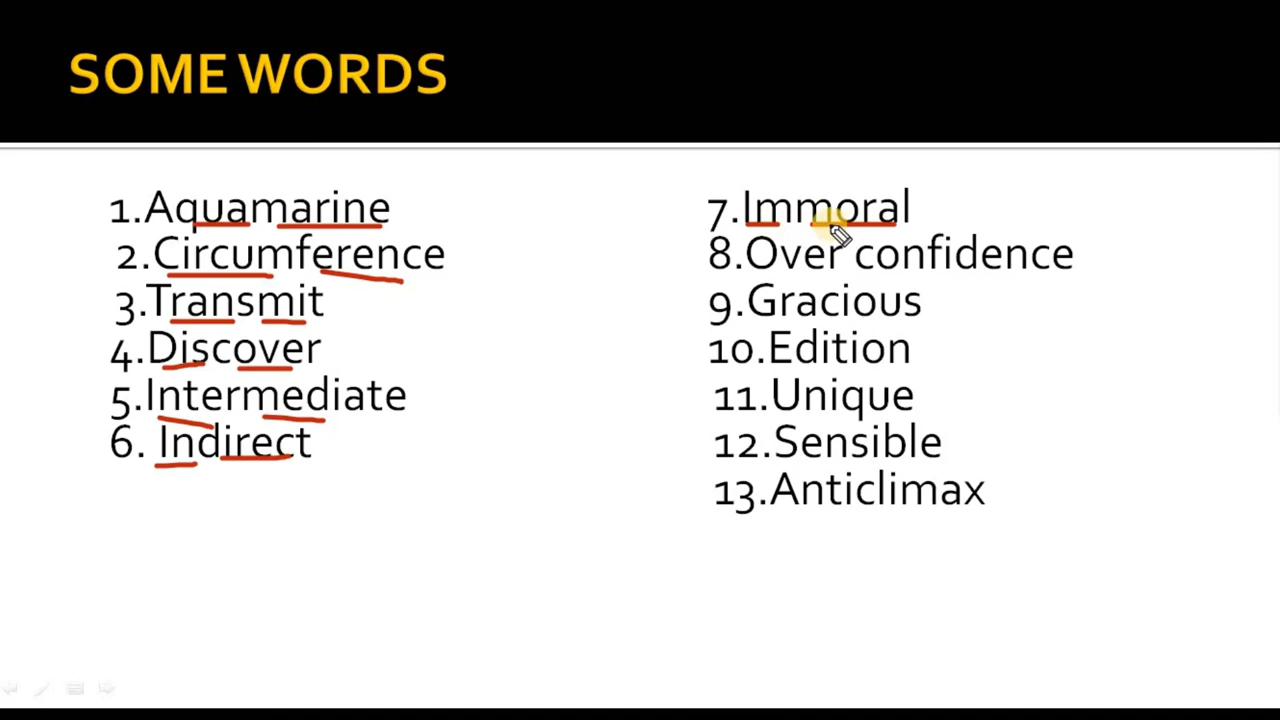 SOME WORDS
1.Aquamarine
2.Circumference
3.Transmit
4.Discover
5.Intermediate
6. Indirect
7.Immoral
8.Over confidence
9.Gracious
10.Edition
11.Unique
12.Sensible
13.Anticlimax